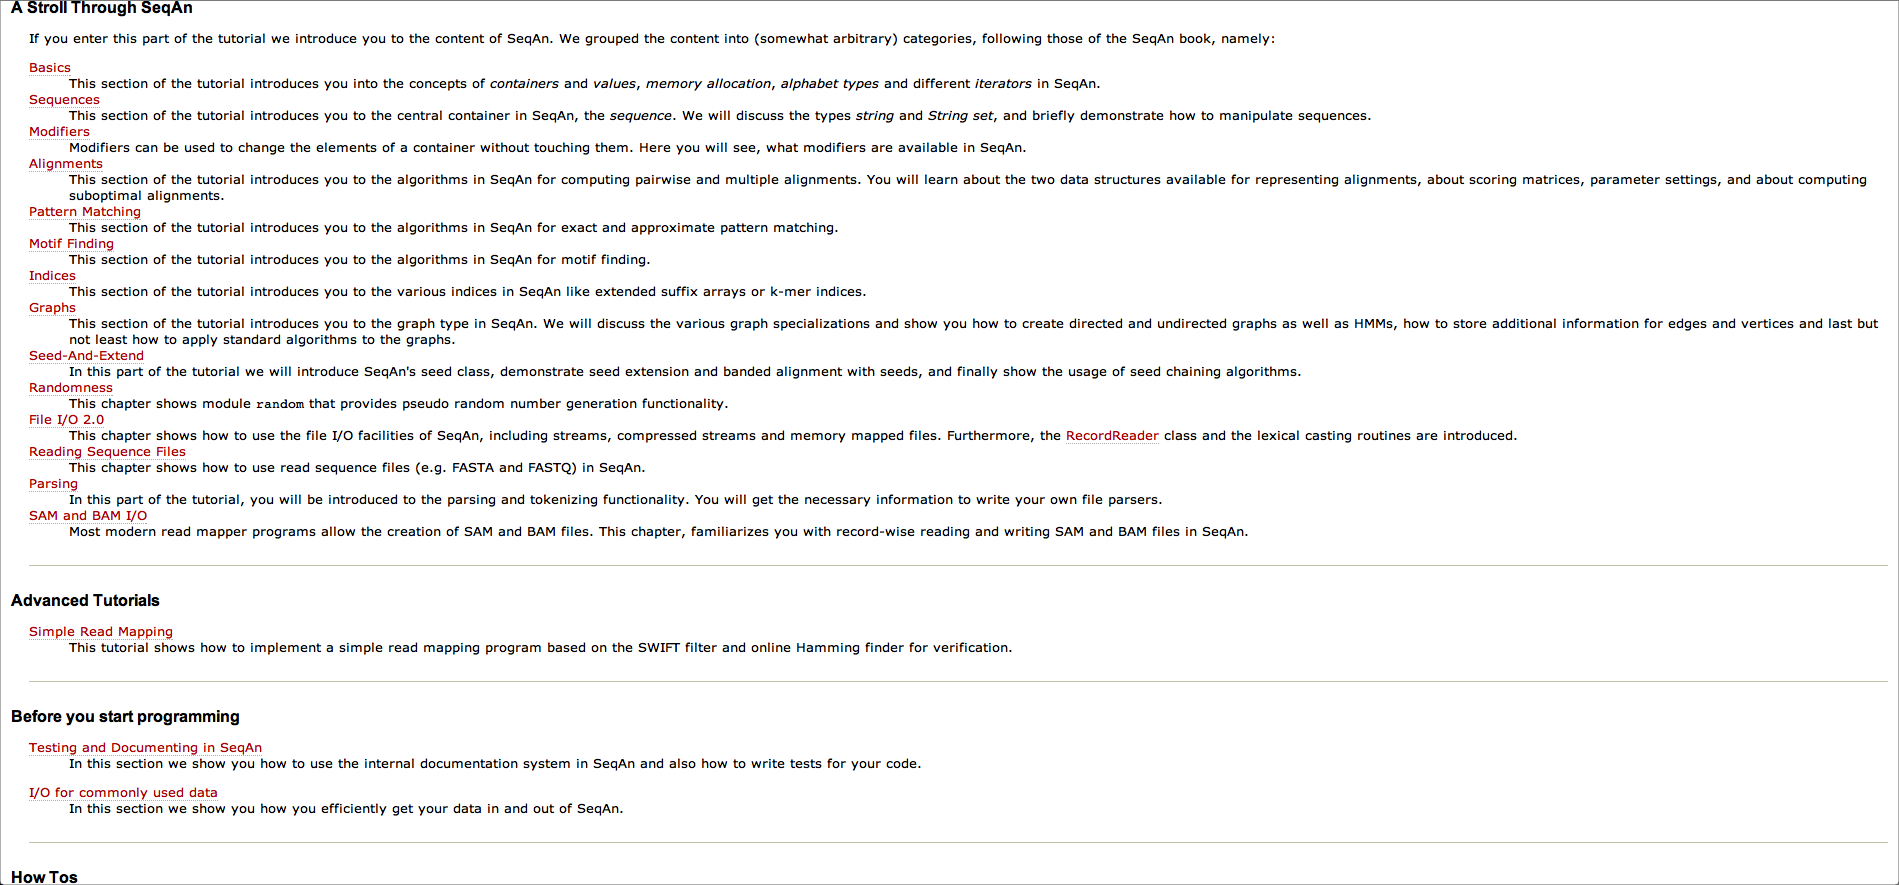 A Stroll Through SeqAn
If you enter this part of the tutorial we introduce you to the content of SeqAn. We grouped the content into (somewhat arbitrary) categories, following those of the SeqAn book, namely:
Basics
This section of the tutorial introduces you into the concepts of containers and values, memory allocation, alphabet types and different iterators in SeqAn.
Sequences
This section of the tutorial introduces you to the central container in SeqAn, the sequence. We will discuss the types string and String set, and briefly demonstrate how to manipulate sequences.
Modifiers
Modifiers can be used to change the elements of a container without touching them. Here you will see, what modifiers are available in SeqAn.
Alignments
This section of the tutorial introduces you to the algorithms in SeqAn for computing pairwise and multiple alignments. You will learn about the two data structures available for representing alignments, about scoring matrices, parameter settings, and about computing
suboptimal alignments.
Pattern Matching
This section of the tutorial introduces you to the algorithms in SeqAn for exact and approximate pattern matching.
Motif Finding
This section of the tutorial introduces you to the algorithms in SeqAn for motif finding.
Indices
This section of the tutorial introduces you to the various indices in SeqAn like extended suffix arrays or k-mer indices.
Graphs
This section of the tutorial introduces you to the graph type in SeqAn. We will discuss the various graph specializations and show you how to create directed and undirected graphs as well as HMMs, how to store additional information for edges and vertices and last but
not least how to apply standard algorithms to the graphs.
Seed-And-Extend
In this part of the tutorial we will introduce SeqAn's seed class, demonstrate seed extension and banded alignment with seeds, and finally show the usage of seed chaining algorithms.
Randomness
This chapter shows module random that provides pseudo random number generation functionality.
File I/O 2.0
This chapter shows how to use the file I/O facilities of SeqAn, including streams, compressed streams and memory mapped files. Furthermore, the RecordReader class and the lexical casting routines are introduced.
Reading Sequence Files
This chapter shows how to use read sequence files (e.g. FASTA and FASTQ) in SeqAn.
Parsing
In this part of the tutorial, you will be introduced to the parsing and tokenizing functionality. You will get the necessary information to write your own file parsers.
SAM and BAM I/O
Most modern read mapper programs allow the creation of SAM and BAM files. This chapter, familiarizes you with record-wise reading and writing SAM and BAM files in SeqAn.
Advanced Tutorials
Simple Read Mapping
This tutorial shows how to implement a simple read mapping program based on the SWIFT filter and online Hamming finder for verification.
Before you start programming
Testing and Documenting in SeqAn
In this section we show you how to use the internal documentation system in SeqAn and also how to write tests for your code.
I/O for commonly used data
In this section we show you how you efficiently get your data in and out of SeqAn.
How Tos